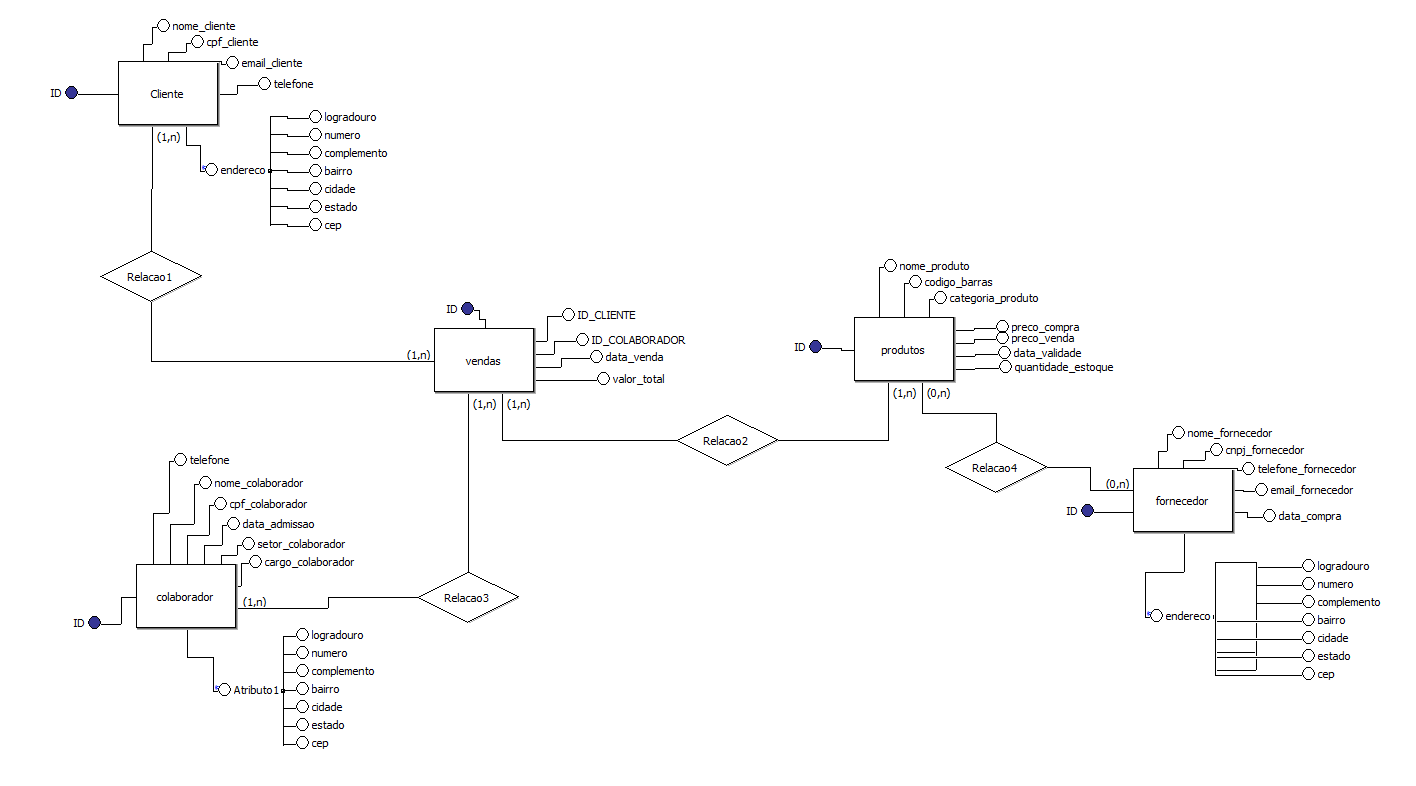 nome_cliente
cpf_cliente
email_cliente
telefone
ID
Cliente
(1,n)
endereco
logradouro
numero
complemento
bairro
cidade
estado
cep
Relacao1
(1,n)
ID
vendas
ID_CLIENTE
ID_COLABORADOR
data_venda
valor_total
(1,n)
(1,n)
Relacao2
nome_produto
codigo_barras
categoria_produto
ID
produtos
preco_compra
preco_venda
data_validade
quantidade_estoque
(1,n)
(0,n)
Relacao4
(0,n)
nome_fornecedor
cnpj_fornecedor
telefone_fornecedor
email_fornecedor
data_compra
ID
fornecedor
endereco
logradouro
numero
complemento
bairro
cidade
estado
cep
telefone
nome_colaborador
cpf_colaborador
data_admissao
setor_colaborador
cargo_colaborador
ID
colaborador
(1,n)
Relacao3
Atributo1
logradouro
numero
complemento
bairro
cidade
estado
cep